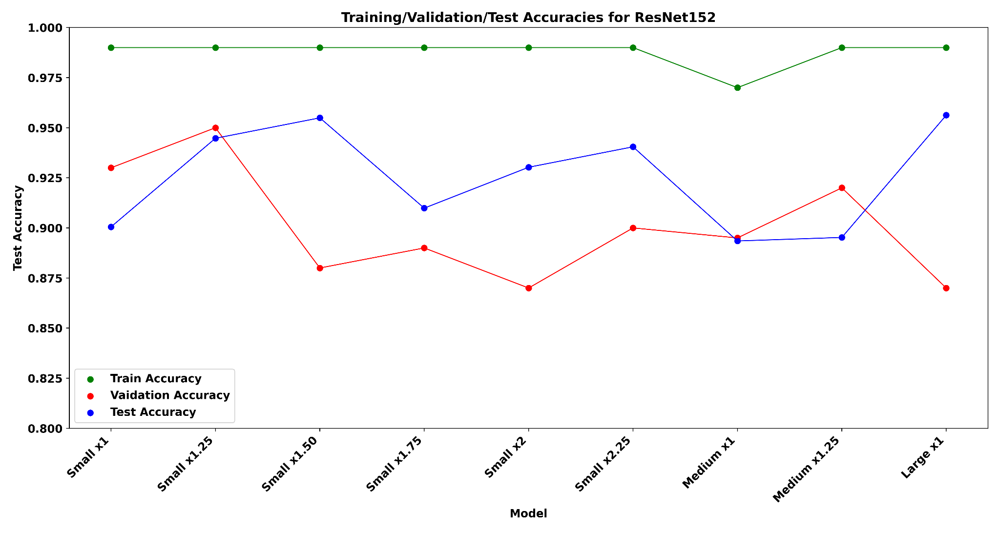 Training/Validation/Test Accuracies for ResNet152
1.000
0.975
0.950
0.925
0.900
0.875
0.850
0.825
0.800
Test Accuracy
Train Accuracy
Vaidation Accuracy
Test Accuracy
Small x1
Small x1.25
Small x1.50
Small x1.75
Small x2
Small x2.25
Medium x1
Medium x1.25
Large x1
Model